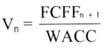 Vₙ = FCFFₙ ₊ ₁ / WACC